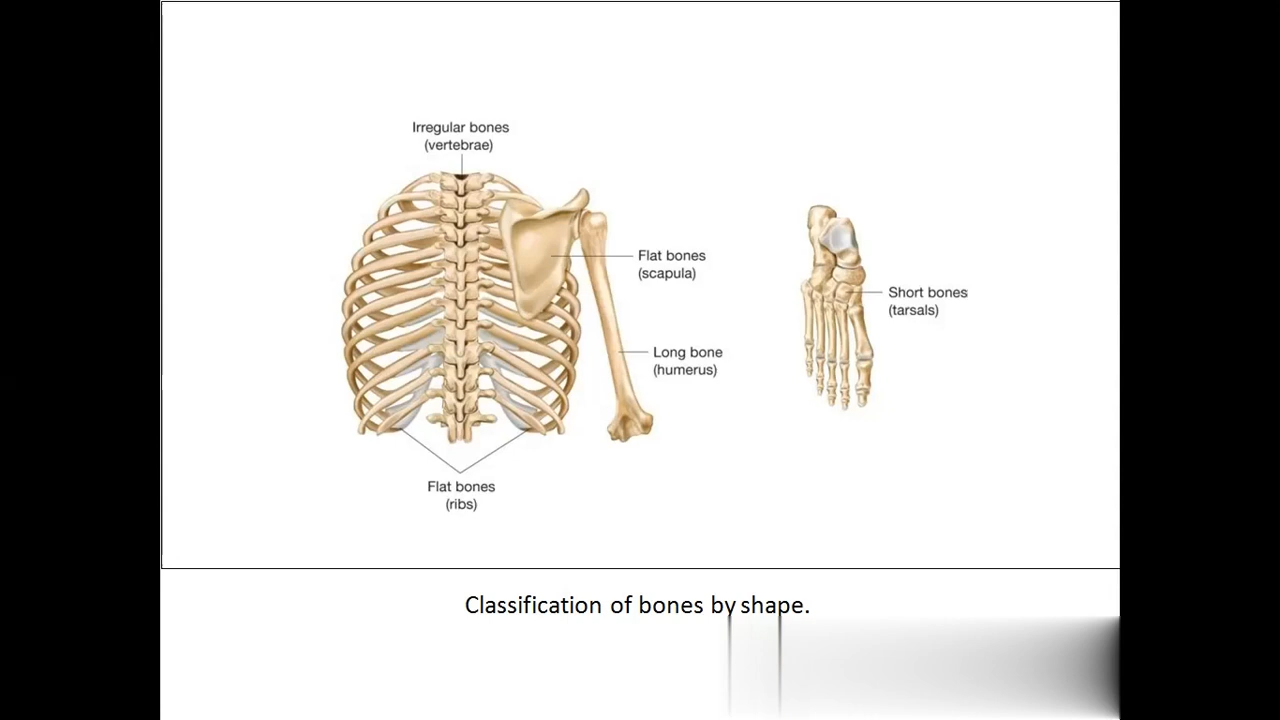 Irregular bones
(vertebrae)
Flat bones
(scapula)
Short bones
(tarsals)
Long bone
(humerus)
Flat bones
(ribs)
Classification of bones by shape.